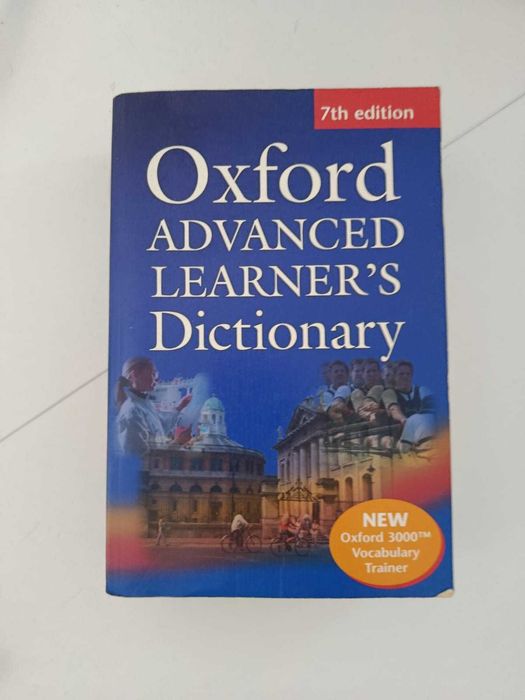 7th edition
Oxford
ADVANCED
LEARNER'S
Dictionary
NEW
Oxford 3000™
Vocabulary
Trainer